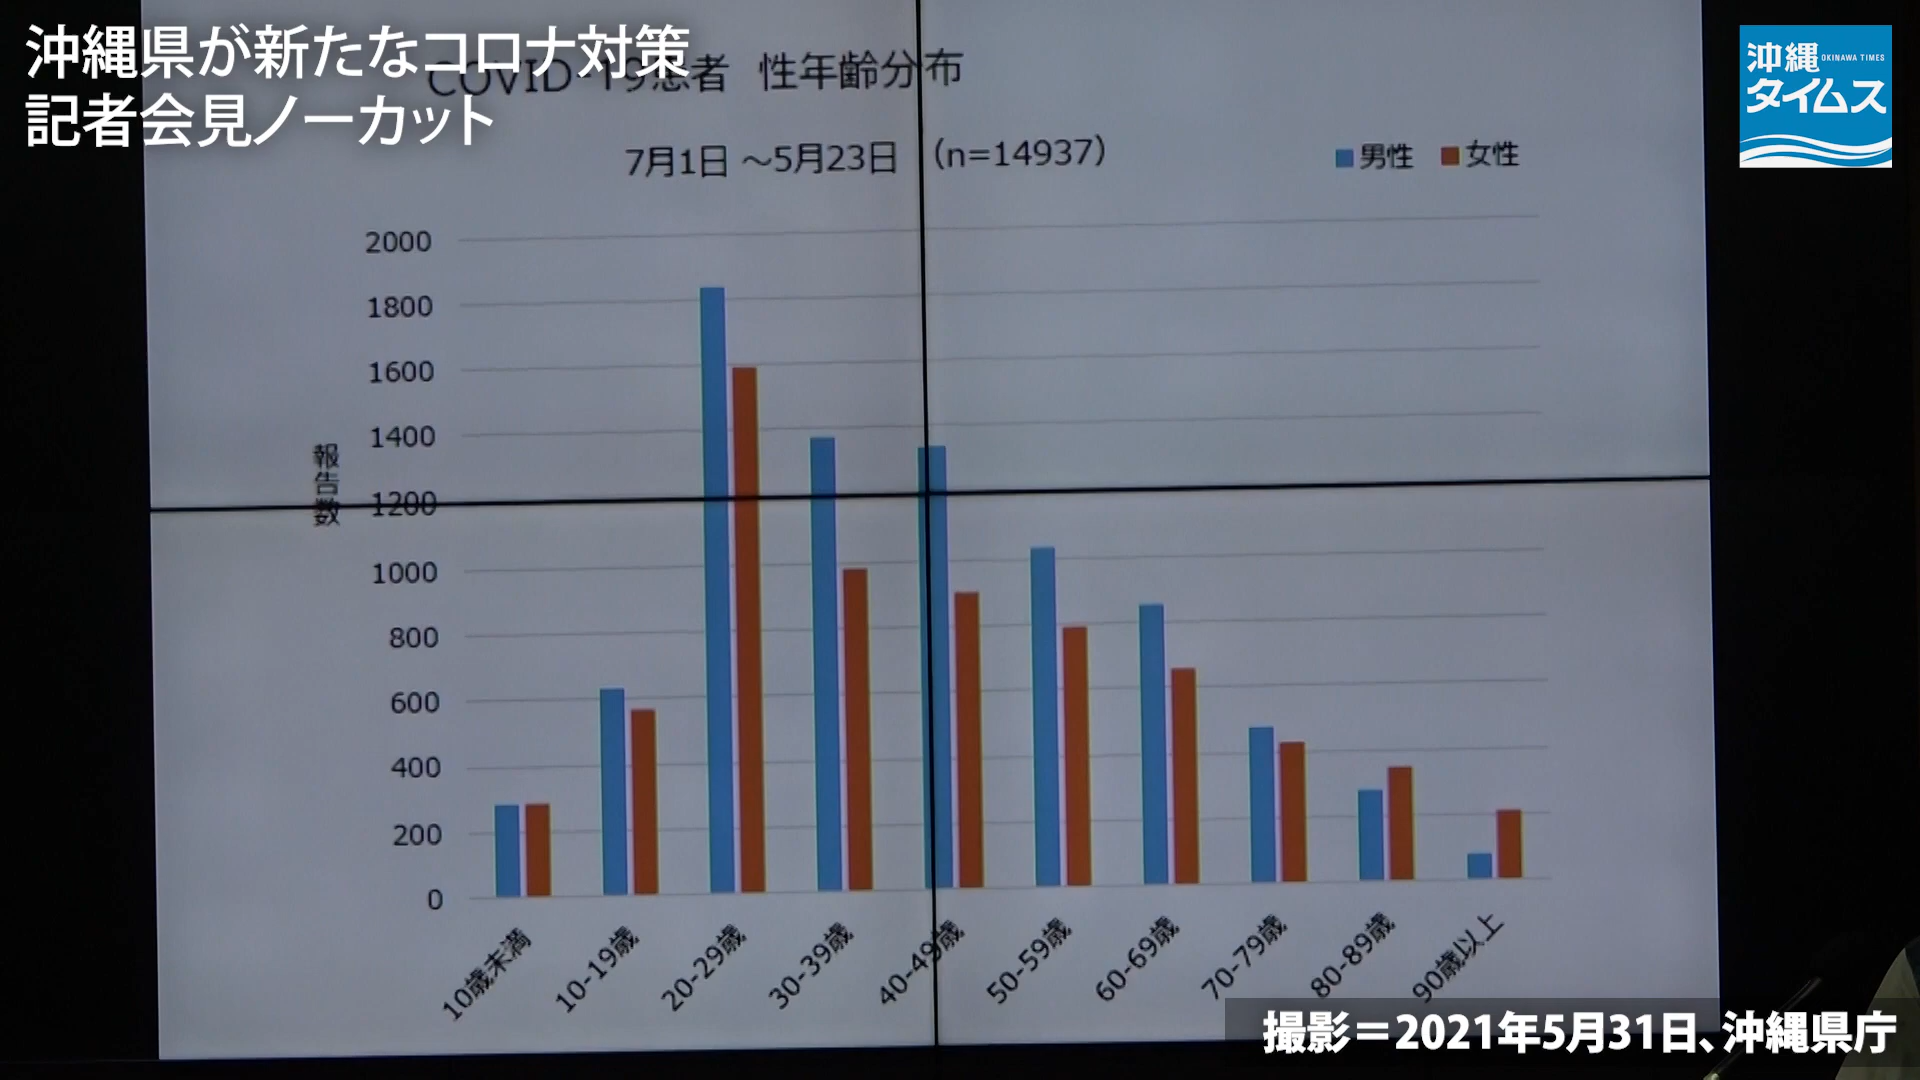 沖縄県が新たなコロナ対策
記者会見ノーカット
沖縄
OKINAWA TIMES
タイムス
COVID-19患者 性年齢分布
7月1日 ～5月23日 （n=14937）
男性 女性
報告数
2000
1800
1600
1400
1200
1000
800
600
400
200
0
10歳未満
10-19歳
20-29歳
30-39歳
40-49歳
50-59歳
60-69歳
70-79歳
80-89歳
90歳以上
撮影＝2021年5月31日、沖縄県庁